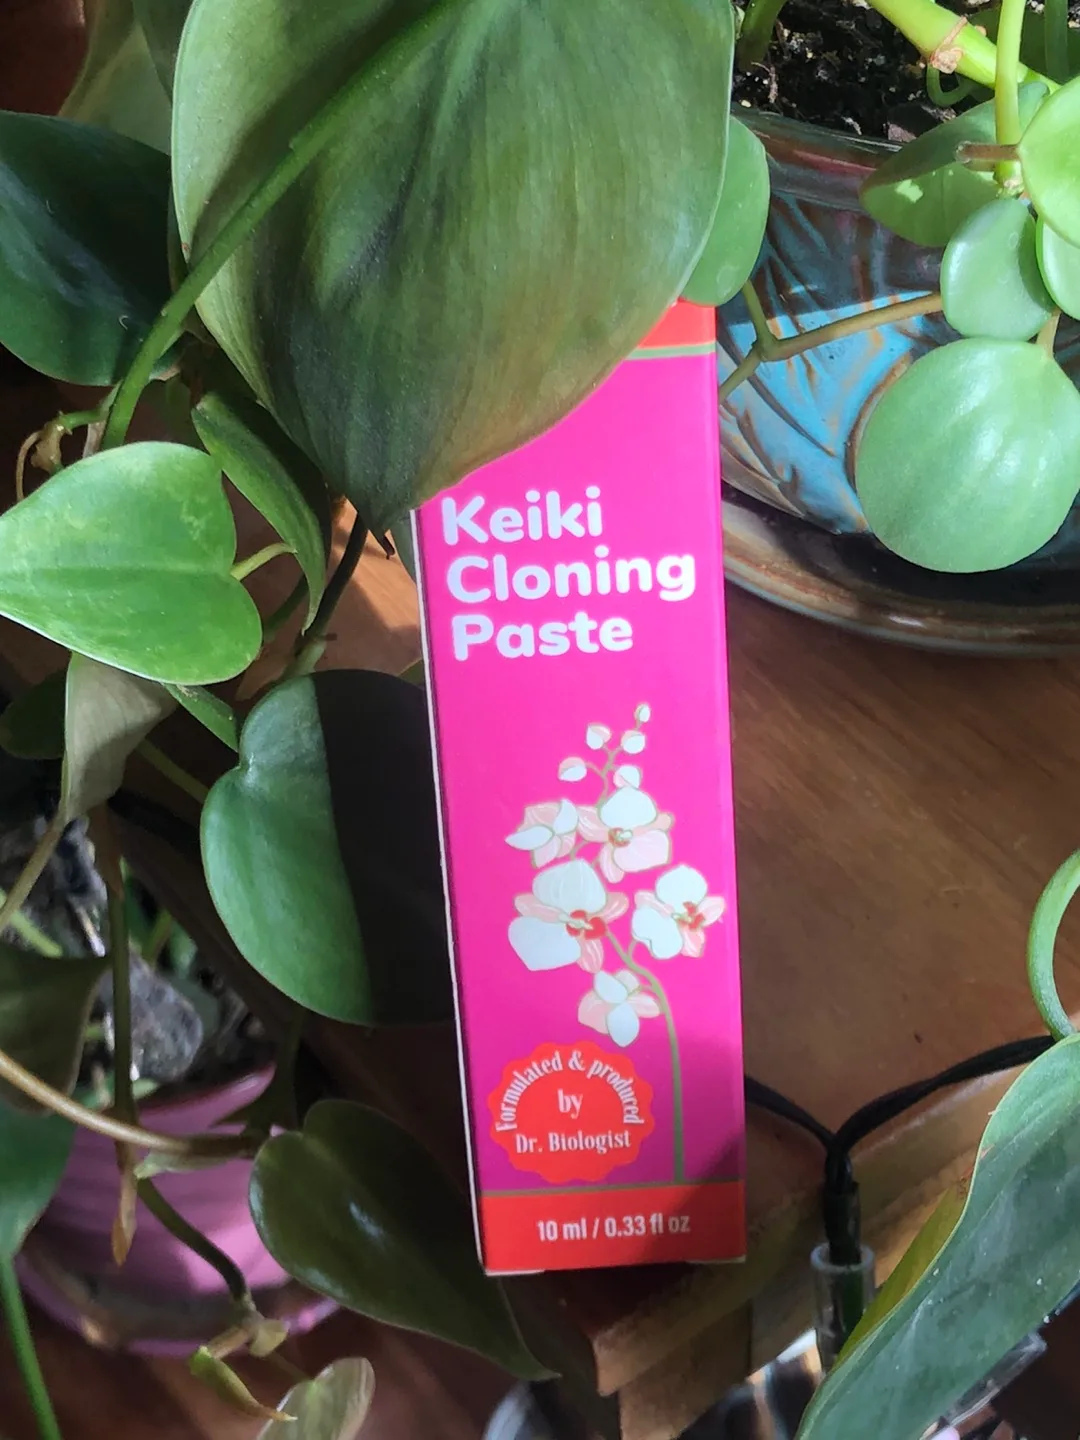 Keiki
Cloning
Paste
Formulated & produced
by
Dr. Biologist
10 ml / 0.33 fl oz